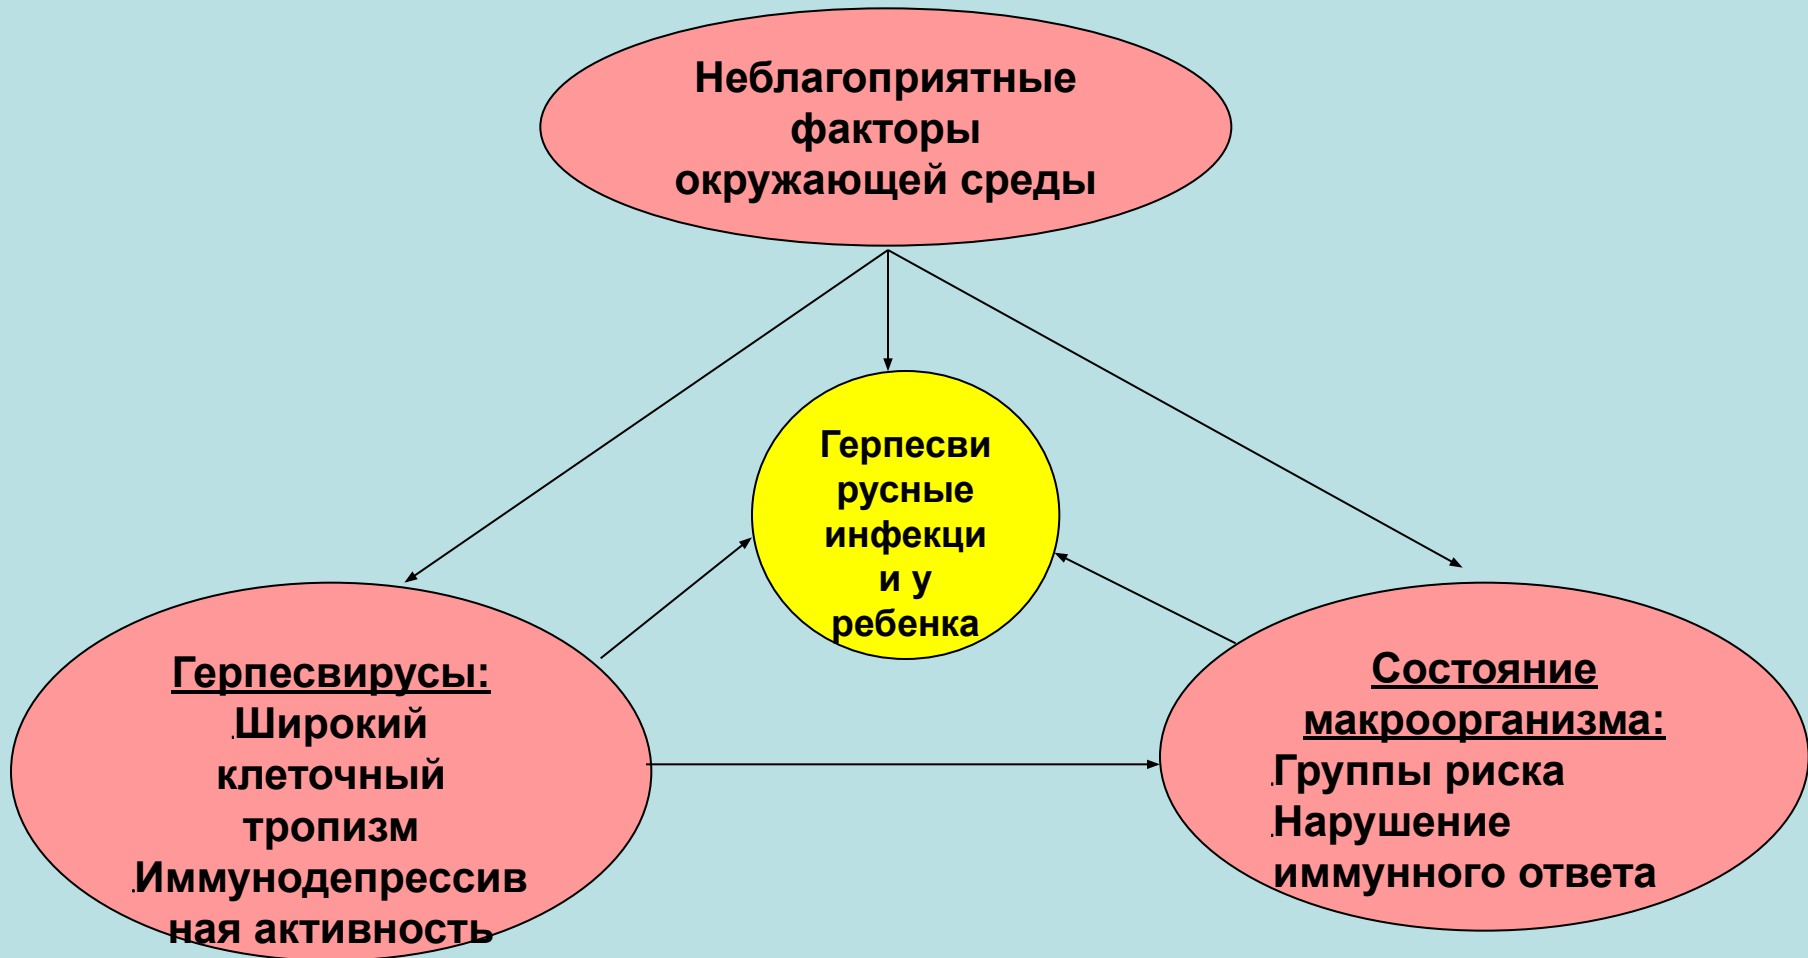 Неблагоприятные
факторы
окружающей среды
Герпесви
русные
инфекци
и у
ребенка
Герпесвирусы:
.Широкий
клеточный
тропизм
.Иммунодепрессив
ная активность
Состояние
макроорганизма:
.Группы риска
.Нарушение
иммунного ответа